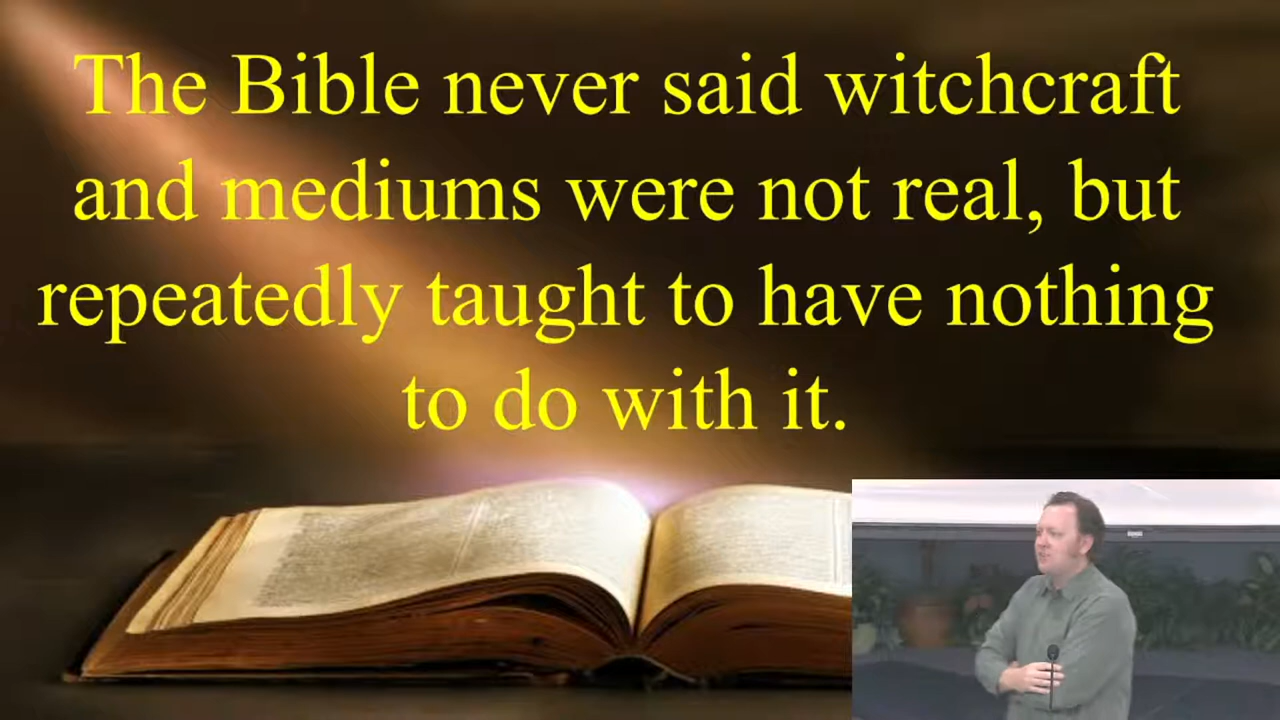 The Bible never said witchcraft
and mediums were not real, but
repeatedly taught to have nothing
to do with it.